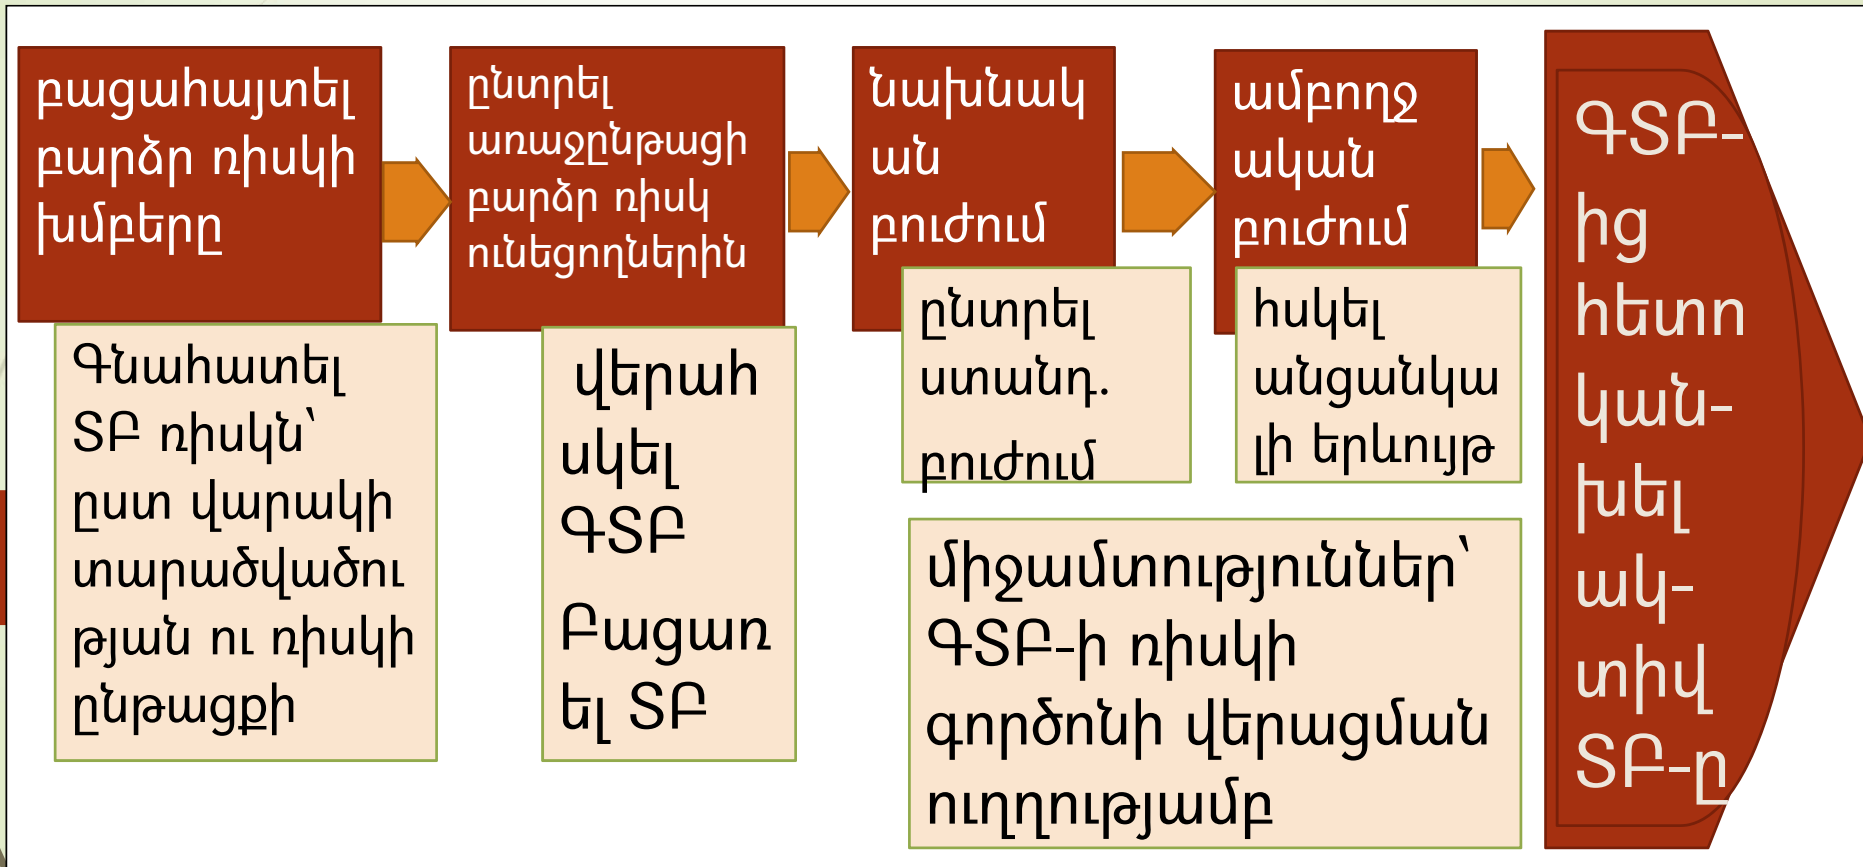 բացահայտել
բարձր ռիսկի
խմբերը
Գնահատել
ՏԲ ռիսկն՝
ըստ վարակի
տարածվածու
թյան ու ռիսկի
ընթացքի
ընտրել
առաջընթացի
բարձր ռիսկ
ունեցողներին
վերահ
սկել
ԳՏԲ
Բացառ
ել ՏԲ
նախնակ
ան
բուժում
ընտրել
ստանդ.
բուժում
ամբողջ
ական
բուժում
հսկել
անցանկա
լի երևույթ
միջամտություններ՝
ԳՏԲ-ի ռիսկի
գործոնի վերացման
ուղղությամբ
ԳՏԲ-
ից
հետո
կան-
խել
ակ-
տիվ
ՏԲ-ը